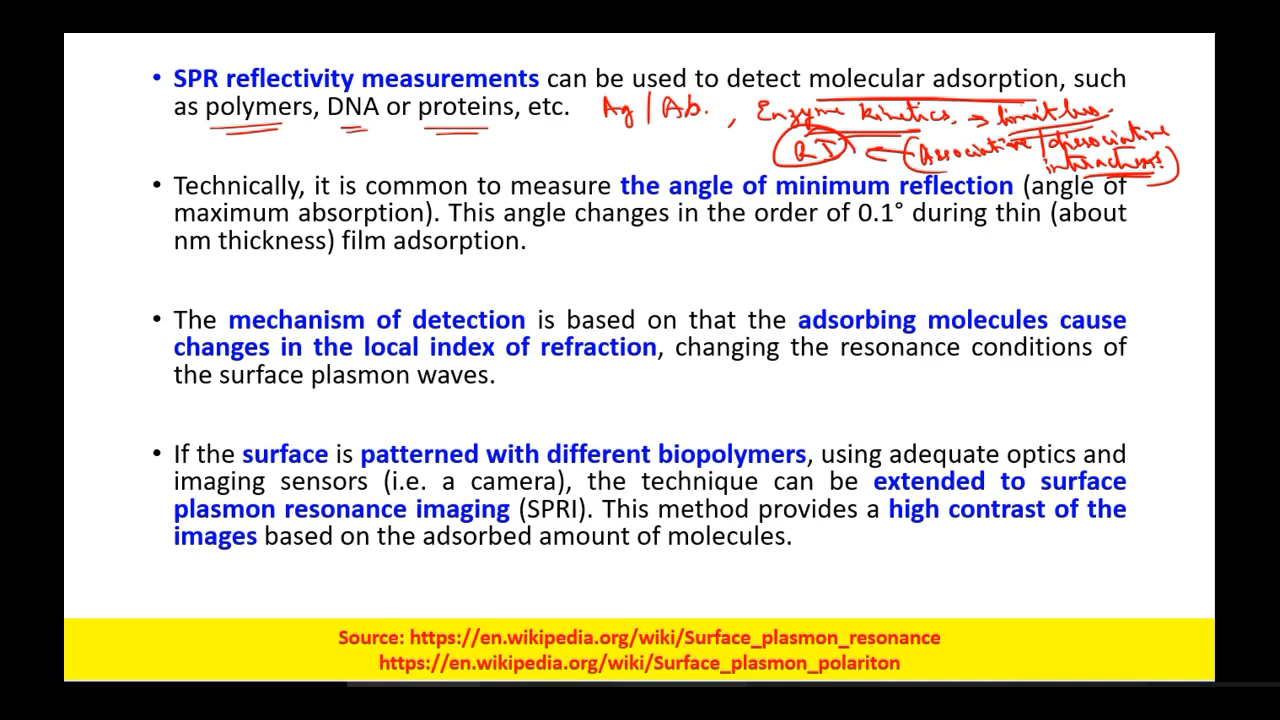 • SPR reflectivity measurements can be used to detect molecular adsorption, such
as polymers, DNA or proteins, etc. Ag | Ab. , Enzyme kinetics →
RI ← (Associative / dissociative
interactions)
• Technically, it is common to measure the angle of minimum reflection (angle of
maximum absorption). This angle changes in the order of 0.1° during thin (about
nm thickness) film adsorption.
• The mechanism of detection is based on that the adsorbing molecules cause
changes in the local index of refraction, changing the resonance conditions of
the surface plasmon waves.
• If the surface is patterned with different biopolymers, using adequate optics and
imaging sensors (i.e. a camera), the technique can be extended to surface
plasmon resonance imaging (SPRI). This method provides a high contrast of the
images based on the adsorbed amount of molecules.
Source: https://en.wikipedia.org/wiki/Surface_plasmon_resonance
https://en.wikipedia.org/wiki/Surface_plasmon_polariton